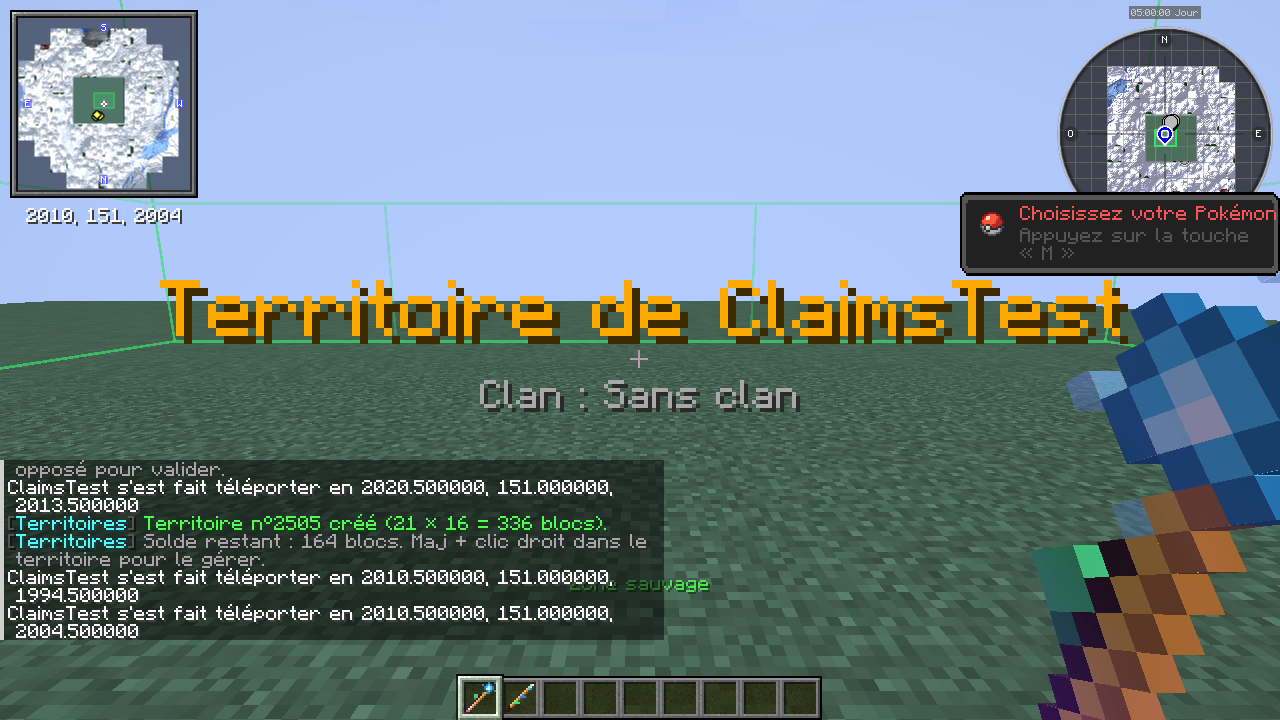 05:00:00 Jour
S
E
W
N
N
O
E
2010, 151, 2004
Choisissez votre Pokémon
Appuyez sur la touche
« M »
Territoire de ClaimsTest
Clan : Sans clan
opposé pour valider.
ClaimsTest s'est fait téléporter en 2020.500000, 151.000000,
2013.500000
[Territoires] Territoire n°2505 créé (21 × 16 = 336 blocs).
[Territoires] Solde restant : 164 blocs. Maj + clic droit dans le
territoire pour le gérer.
ClaimsTest s'est fait téléporter en 2010.500000, 151.000000,
1994.500000
Zone sauvage
ClaimsTest s'est fait téléporter en 2010.500000, 151.000000,
2004.500000